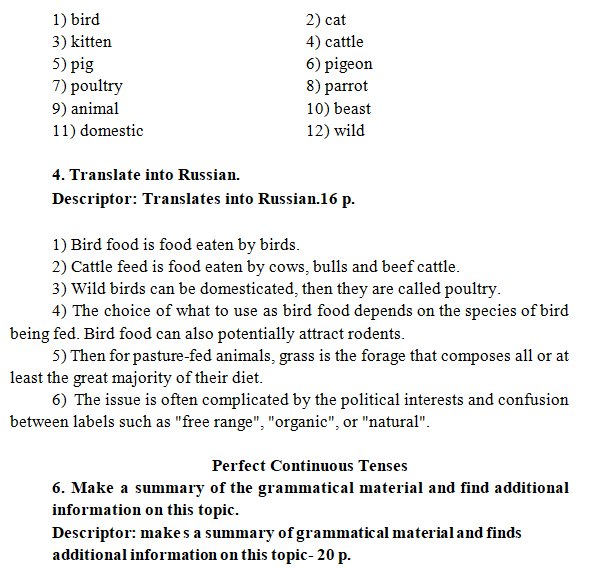 1) bird 2) cat
3) kitten 4) cattle
5) pig 6) pigeon
7) poultry 8) parrot
9) animal 10) beast
11) domestic 12) wild
4. Translate into Russian.
Descriptor: Translates into Russian.16 p.
1) Bird food is food eaten by birds.
2) Cattle feed is food eaten by cows, bulls and beef cattle.
3) Wild birds can be domesticated, then they are called poultry.
4) The choice of what to use as bird food depends on the species of bird
being fed. Bird food can also potentially attract rodents.
5) Then for pasture-fed animals, grass is the forage that composes all or at
least the great majority of their diet.
6) The issue is often complicated by the political interests and confusion
between labels such as "free range", "organic", or "natural".
Perfect Continuous Tenses
6. Make a summary of the grammatical material and find additional
information on this topic.
Descriptor: makes a summary of grammatical material and finds
additional information on this topic- 20 p.